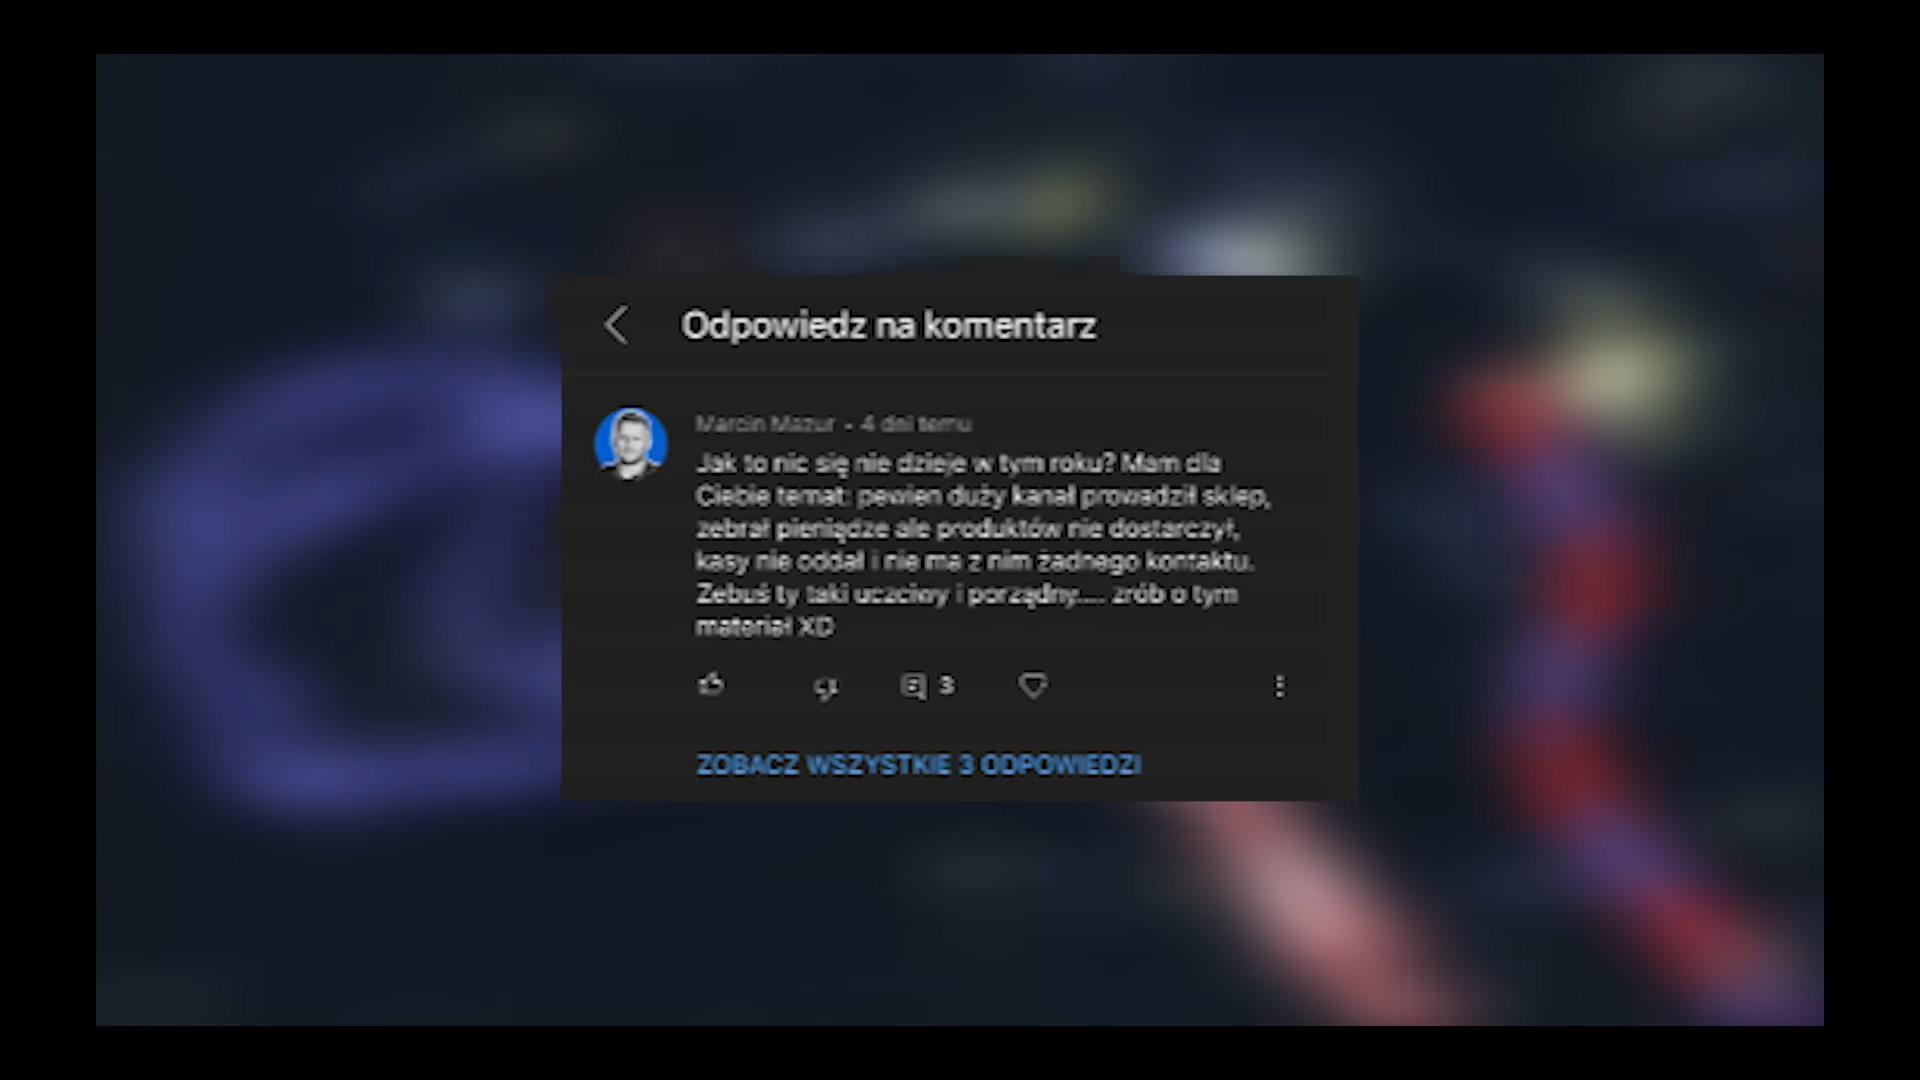 Odpowiedz na komentarz
Marcin Mazur • 4 dni temu
Jak to nic się nie dzieje w tym roku? Mam dla
Ciebie temat: pewien duży kanał prowadził sklep,
zebrał pieniądze ale produktów nie dostarczył,
kasy nie oddał i nie ma z nim żadnego kontaktu.
Żebuś ty taki uczciwy i porządny.... zrób o tym
materiał XD
3
ZOBACZ WSZYSTKIE 3 ODPOWIEDZI